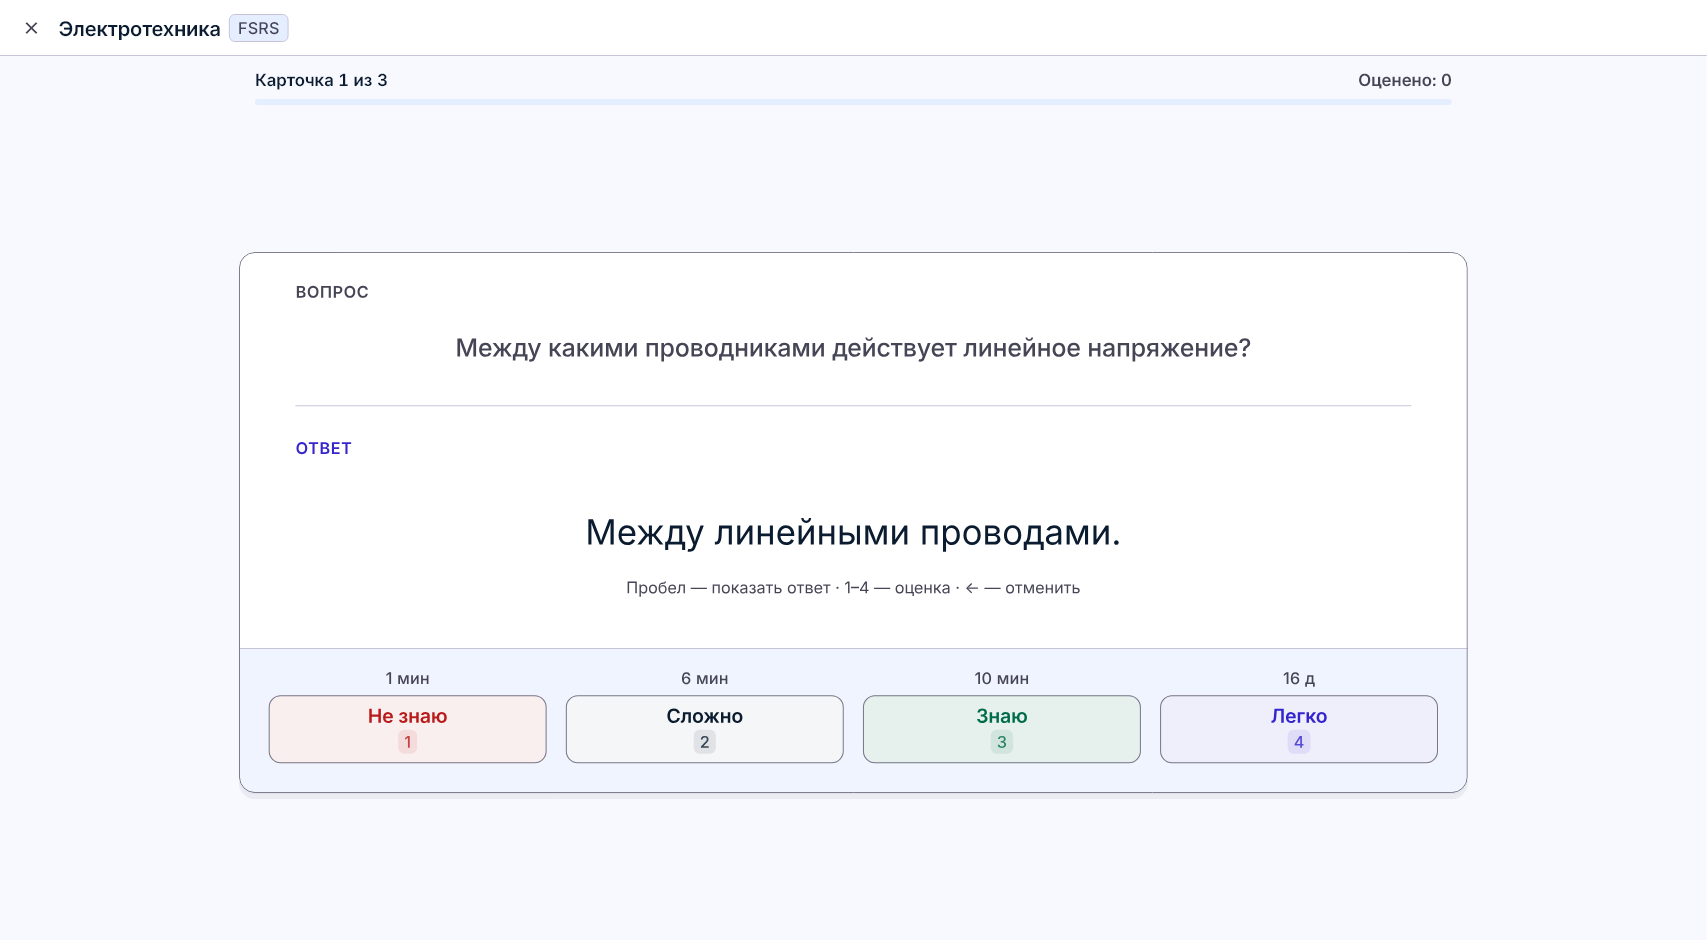 Электротехника FSRS
Карточка 1 из 3
Оценено: 0
ВОПРОС
Между какими проводниками действует линейное напряжение?
ОТВЕТ
Между линейными проводами.
Пробел — показать ответ · 1–4 — оценка · ← — отменить
1 мин
Не знаю
1
6 мин
Сложно
2
10 мин
Знаю
3
16 д
Легко
4